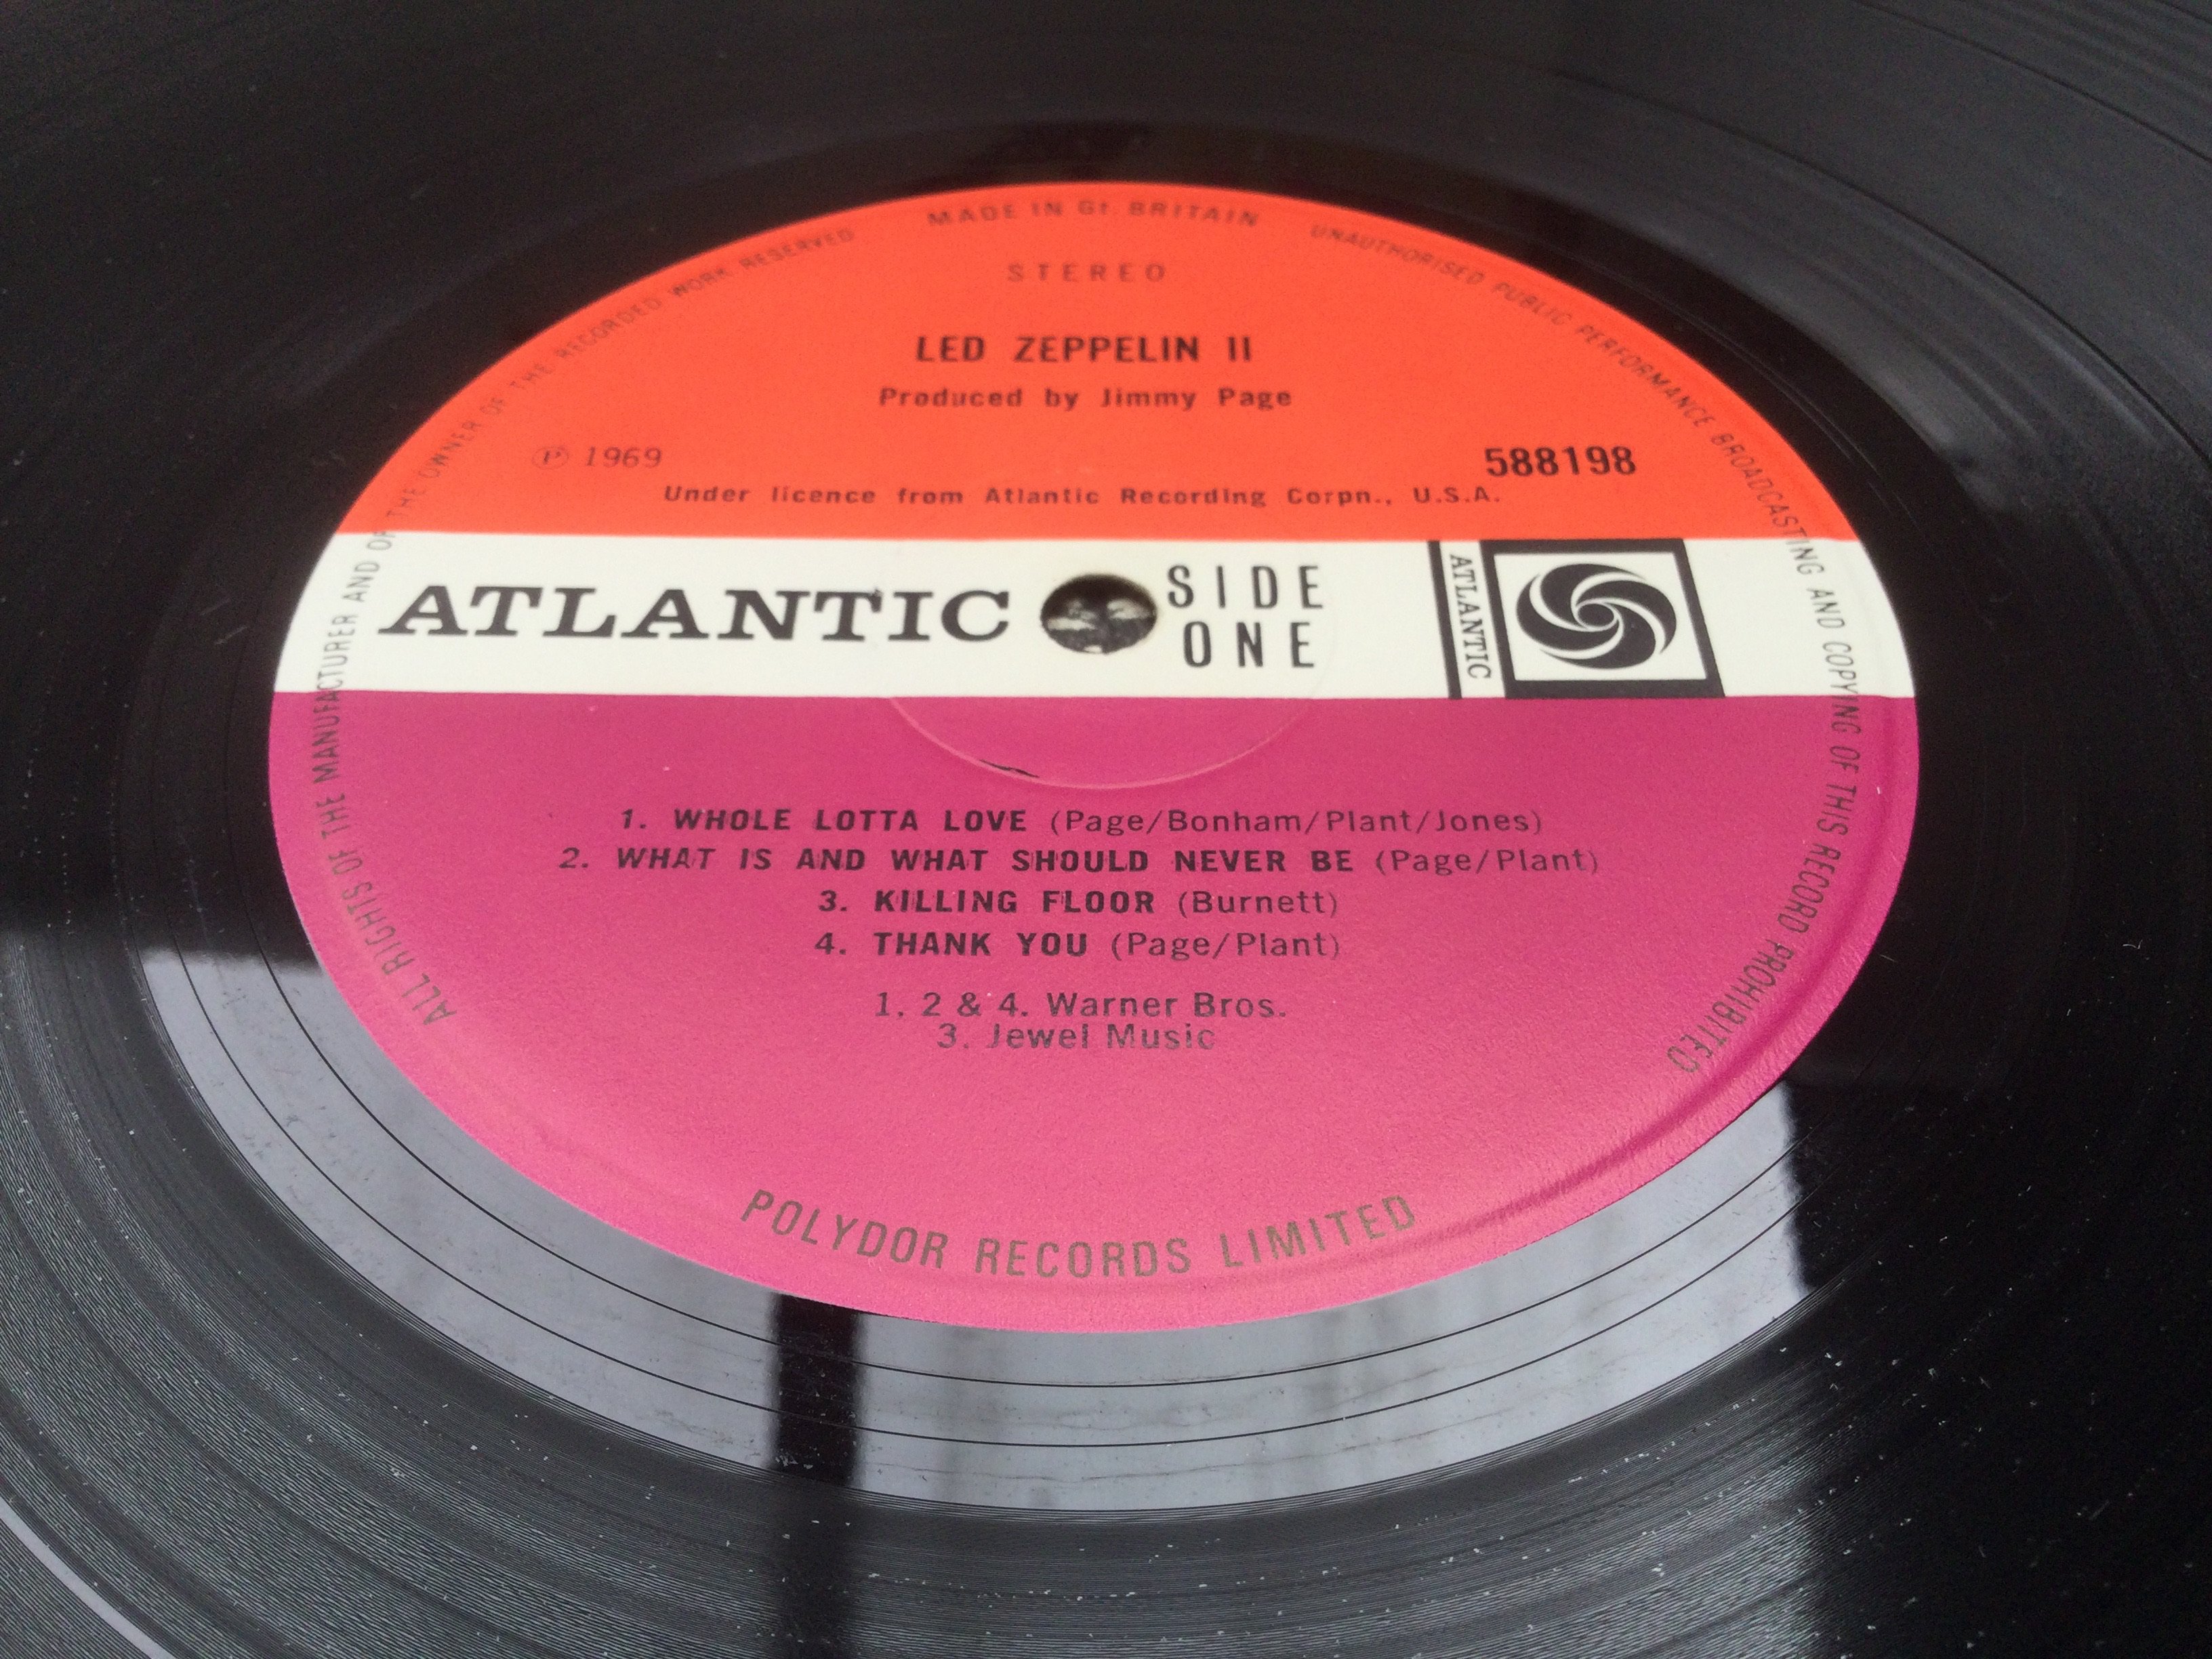 MADE IN Gt. BRITAIN
ALL RIGHTS OF THE MANUFACTURER AND OF THE OWNER OF THE RECORDED WORK RESERVED
UNAUTHORISED PUBLIC PERFORMANCE BROADCASTING AND COPYING OF THIS RECORD PROHIBITED
STEREO
LED ZEPPELIN II
Produced by Jimmy Page
℗ 1969
588198
Under licence from Atlantic Recording Corpn., U.S.A.
ATLANTIC
SIDE
ONE
ATLANTIC
1. WHOLE LOTTA LOVE (Page/Bonham/Plant/Jones)
2. WHAT IS AND WHAT SHOULD NEVER BE (Page/Plant)
3. KILLING FLOOR (Burnett)
4. THANK YOU (Page/Plant)
1. 2 & 4. Warner Bros.
3. Jewel Music
POLYDOR RECORDS LIMITED